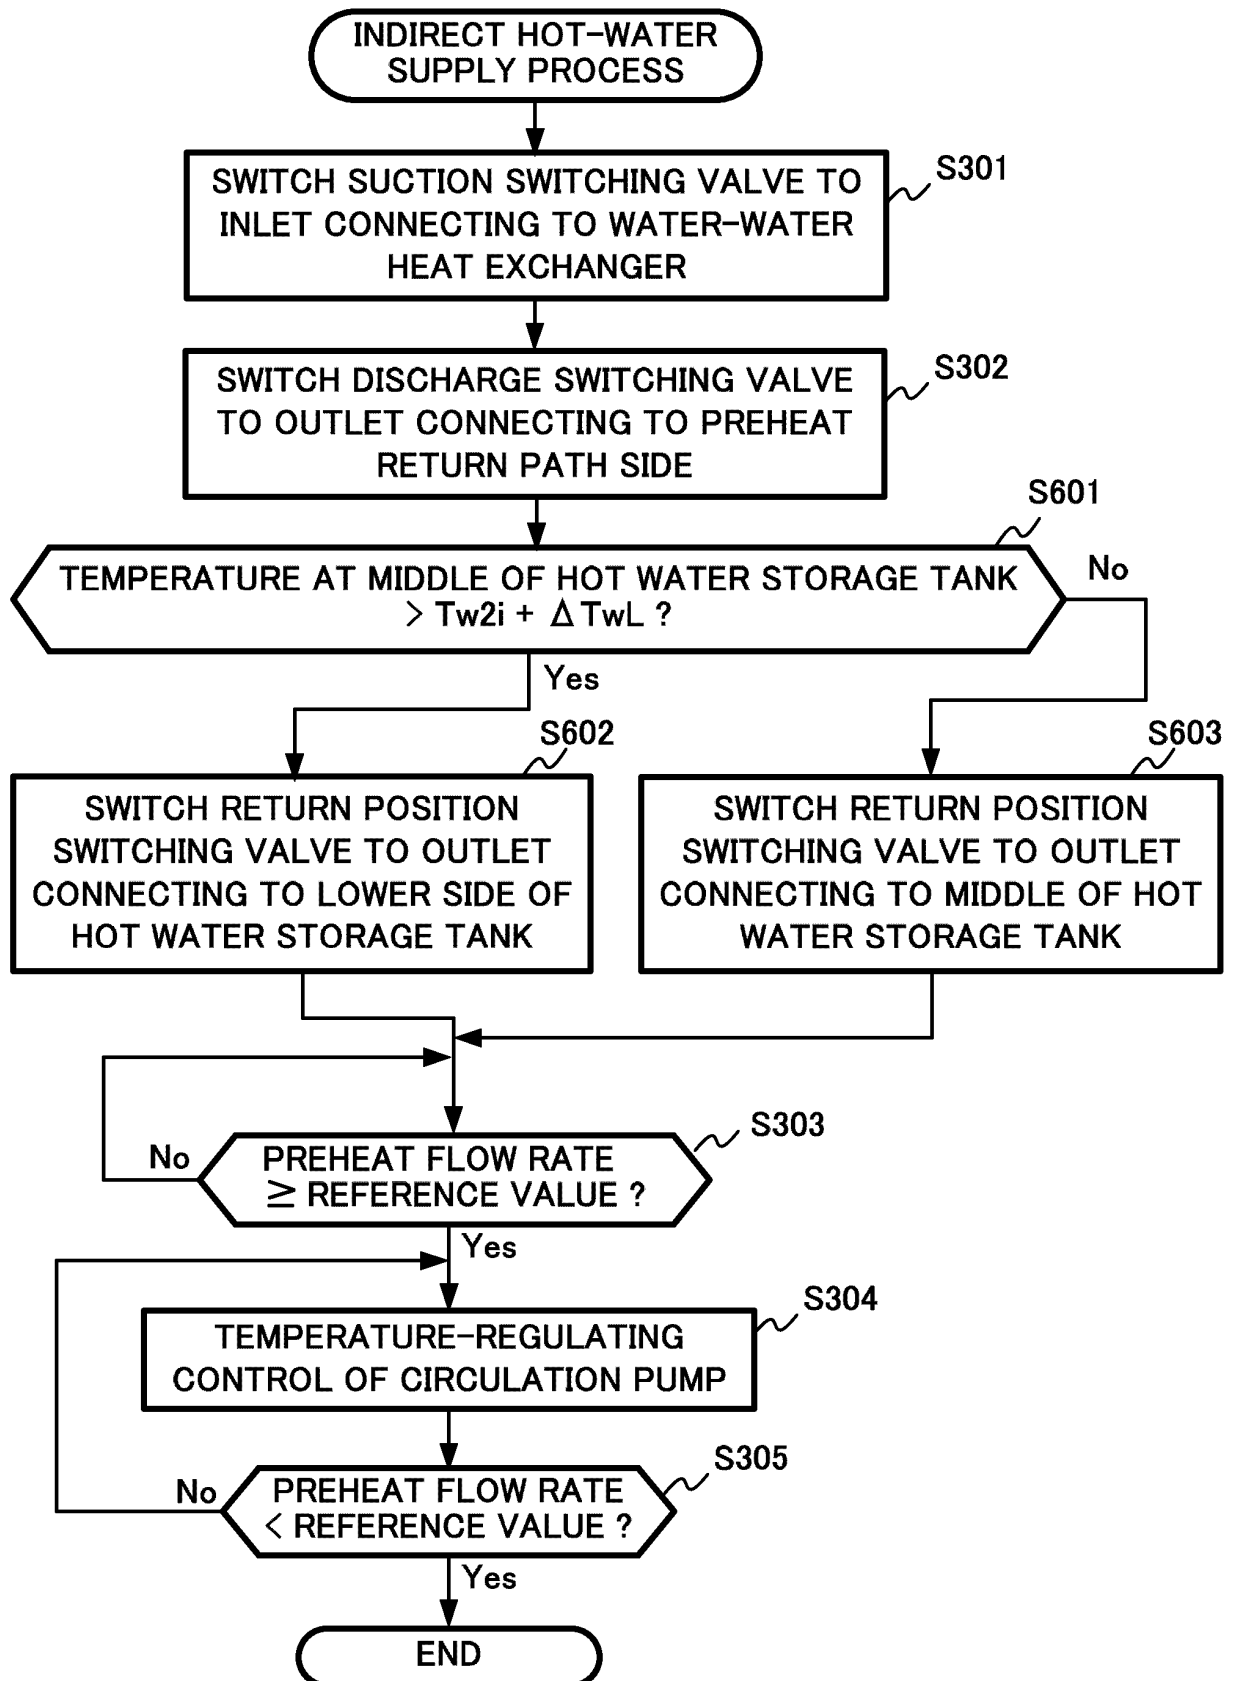 INDIRECT HOT-WATER
SUPPLY PROCESS
S301
SWITCH SUCTION SWITCHING VALVE TO
INLET CONNECTING TO WATER-WATER
HEAT EXCHANGER
S302
SWITCH DISCHARGE SWITCHING VALVE
TO OUTLET CONNECTING TO PREHEAT
RETURN PATH SIDE
S601
TEMPERATURE AT MIDDLE OF HOT WATER STORAGE TANK
> Tw2i + Δ TwL ?
No
Yes
S602
SWITCH RETURN POSITION
SWITCHING VALVE TO OUTLET
CONNECTING TO LOWER SIDE OF
HOT WATER STORAGE TANK
S603
SWITCH RETURN POSITION
SWITCHING VALVE TO OUTLET
CONNECTING TO MIDDLE OF HOT
WATER STORAGE TANK
S303
No
PREHEAT FLOW RATE
≥ REFERENCE VALUE ?
Yes
S304
TEMPERATURE-REGULATING
CONTROL OF CIRCULATION PUMP
S305
No
PREHEAT FLOW RATE
< REFERENCE VALUE ?
Yes
END